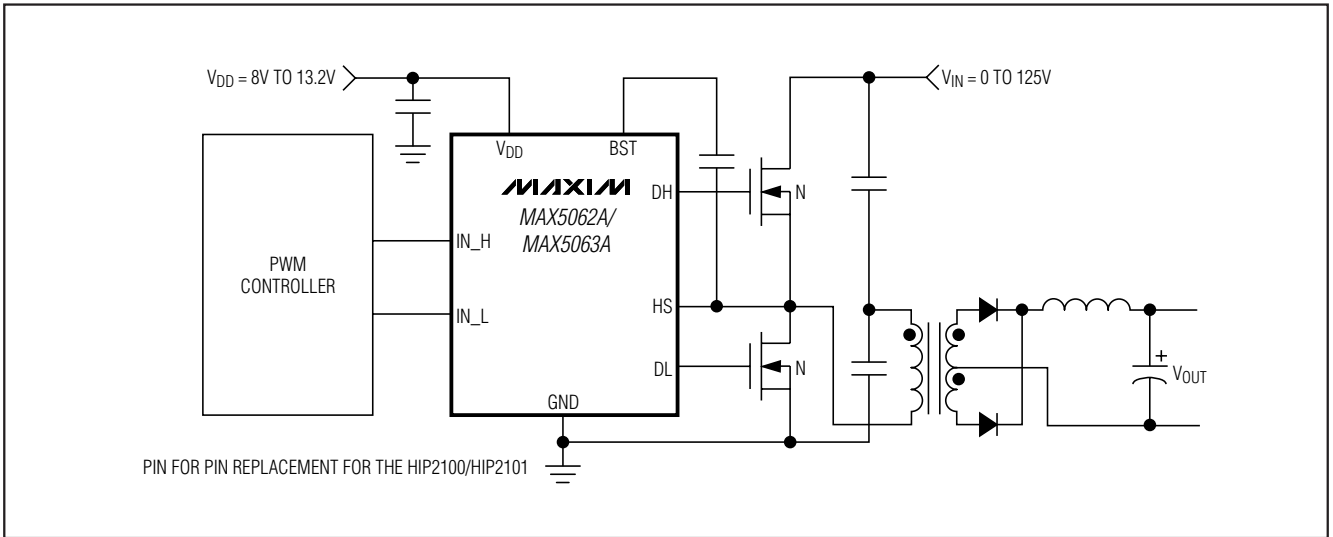 V_DD = 8V TO 13.2V
V_IN = 0 TO 125V
V_DD
BST
MAXIM
DH
N
MAX5062A/
MAX5063A
IN_H
PWM
CONTROLLER
HS
IN_L
DL
N
+
V_OUT
GND
PIN FOR PIN REPLACEMENT FOR THE HIP2100/HIP2101